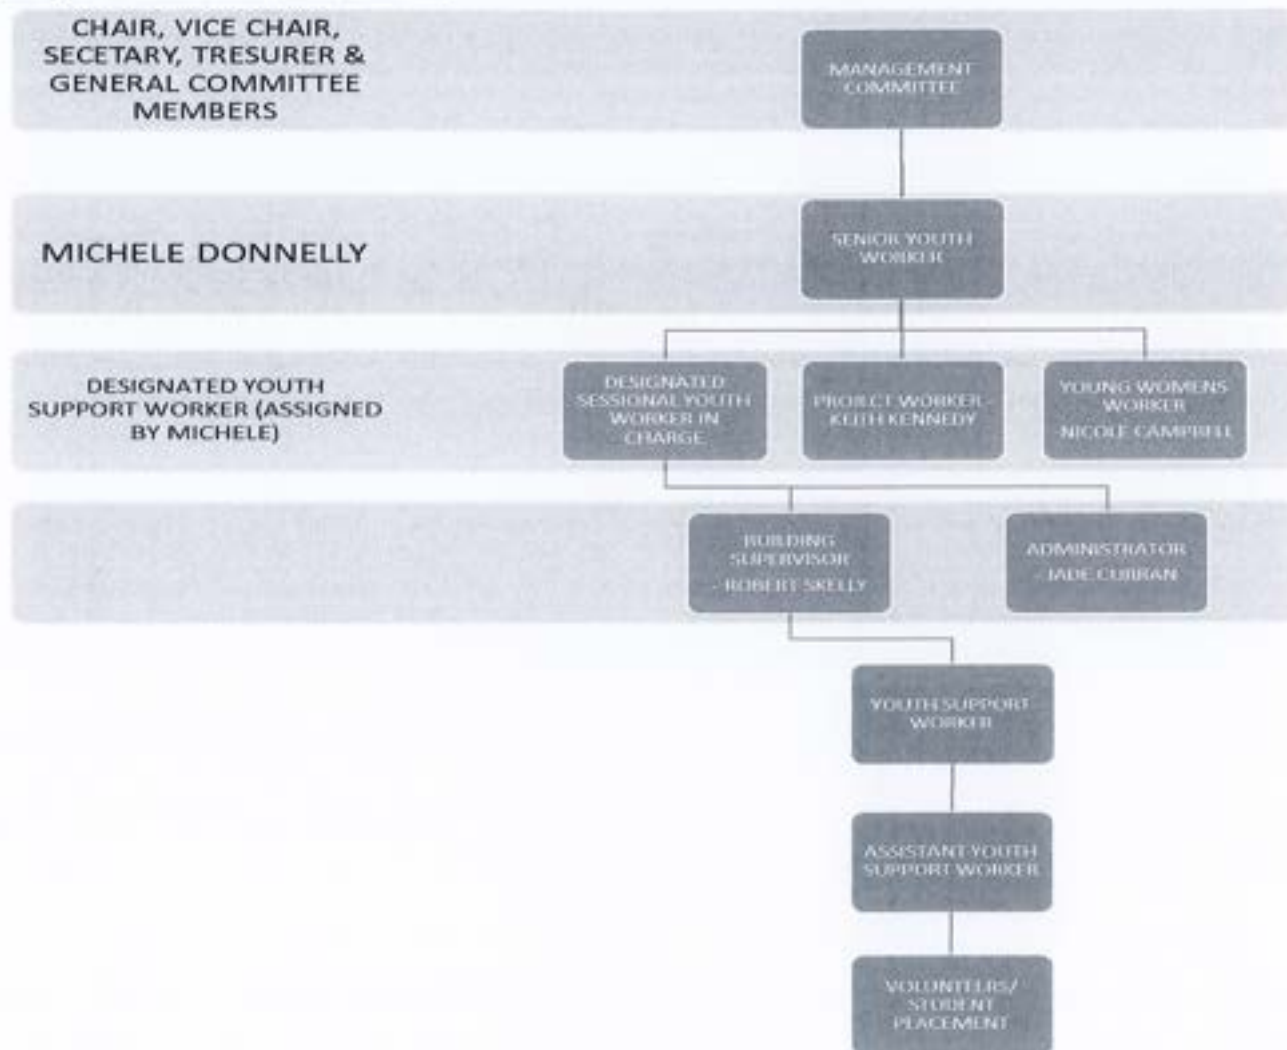 CHAIR, VICE CHAIR,
SECETARY, TRESURER &
GENERAL COMMITTEE
MEMBERS
MANAGEMENT
COMMITTEE
MICHELE DONNELLY
SENIOR YOUTH
WORKER
DESIGNATED YOUTH
SUPPORT WORKER (ASSIGNED
BY MICHELE)
DESIGNATED
SESSIONAL YOUTH
WORKER IN
CHARGE
PROJECT WORKER -
KEITH KENNEDY
YOUNG WOMENS
WORKER
-NICOLE CAMPBELL
BUILDING
SUPERVISOR
- ROBERT SKELLY
ADMINISTRATOR
- JADE CURRAN
YOUTH SUPPORT
WORKER
ASSISTANT YOUTH
SUPPORT WORKER
VOLUNTEERS/
STUDENT
PLACEMENT